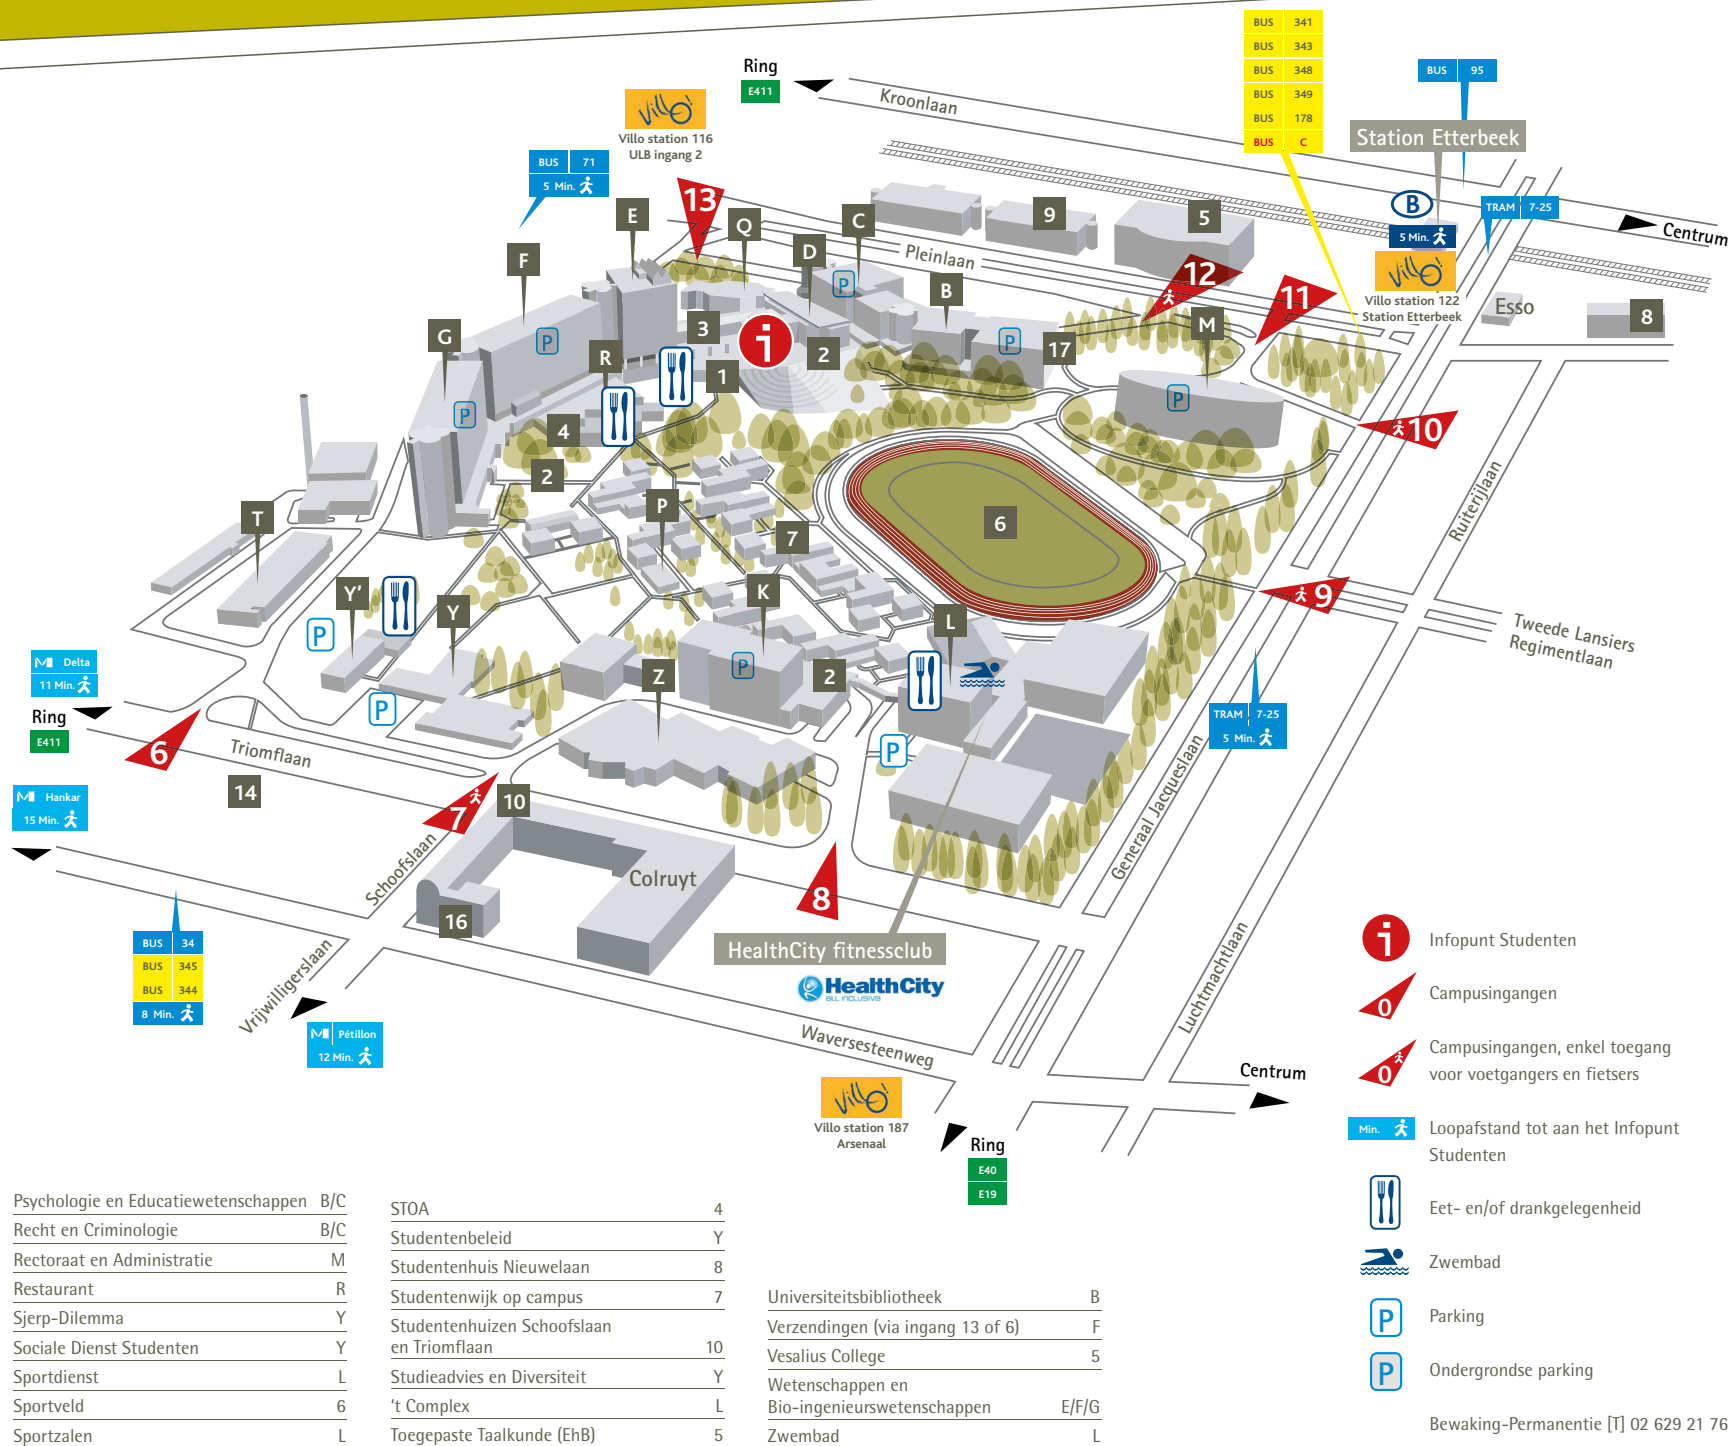 BUS 341
BUS 343
BUS 348
BUS 349
BUS 178
BUS C
Ring
E411
Kroonlaan
BUS 95
Station Etterbeek
Villo!
Villo station 116
ULB ingang 2
BUS 71
5 Min.
13
E
Q
C
D
9
5
B
TRAM 7-25
Centrum
5 Min.
F
Pleinlaan
P
12
11
Villo!
Villo station 122
Station Etterbeek
Esso
8
B
M
G
P
3
R
i
2
1
P
17
P
P
10
4
2
Ruiterijlaan
T
P
6
7
Y'
Y
K
9
L
Tweede Lansiers
Regimentlaan
P
M Delta
11 Min.
Ring
E411
Z
P
2
P
P
6
Triomflaan
TRAM 7-25
5 Min.
14
M Hankar
15 Min.
10
7
Generaal Jacqueslaan
Schoofslaan
Colruyt
8
16
BUS 34
BUS 345
BUS 344
8 Min.
HealthCity fitnessclub
HealthCity
ALL INCLUSIVE
Vrijwilligerslaan
Luchtmachtlaan
M Pétillon
12 Min.
Waversesteenweg
Centrum
Villo!
Villo station 187
Arsenaal
Ring
E40
E19
i Infopunt Studenten
0 Campusingangen
0 Campusingangen, enkel toegang
voor voetgangers en fietsers
Min. Loopafstand tot aan het Infopunt
Studenten
Eet- en/of drankgelegenheid
Zwembad
P Parking
P Ondergrondse parking
Bewaking-Permanentie [T] 02 629 21 76
Psychologie en Educatiewetenschappen B/C
Recht en Criminologie B/C
Rectoraat en Administratie M
Restaurant R
Sjerp-Dilemma Y
Sociale Dienst Studenten Y
Sportdienst L
Sportveld 6
Sportzalen L
STOA 4
Studentenbeleid Y
Studentenhuis Nieuwelaan 8
Studentenwijk op campus 7
Studentenhuizen Schoofslaan
en Triomflaan 10
Studieadvies en Diversiteit Y
't Complex L
Toegepaste Taalkunde (EhB) 5
Universiteitsbibliotheek B
Verzendingen (via ingang 13 of 6) F
Vesalius College 5
Wetenschappen en
Bio-ingenieurswetenschappen E/F/G
Zwembad L